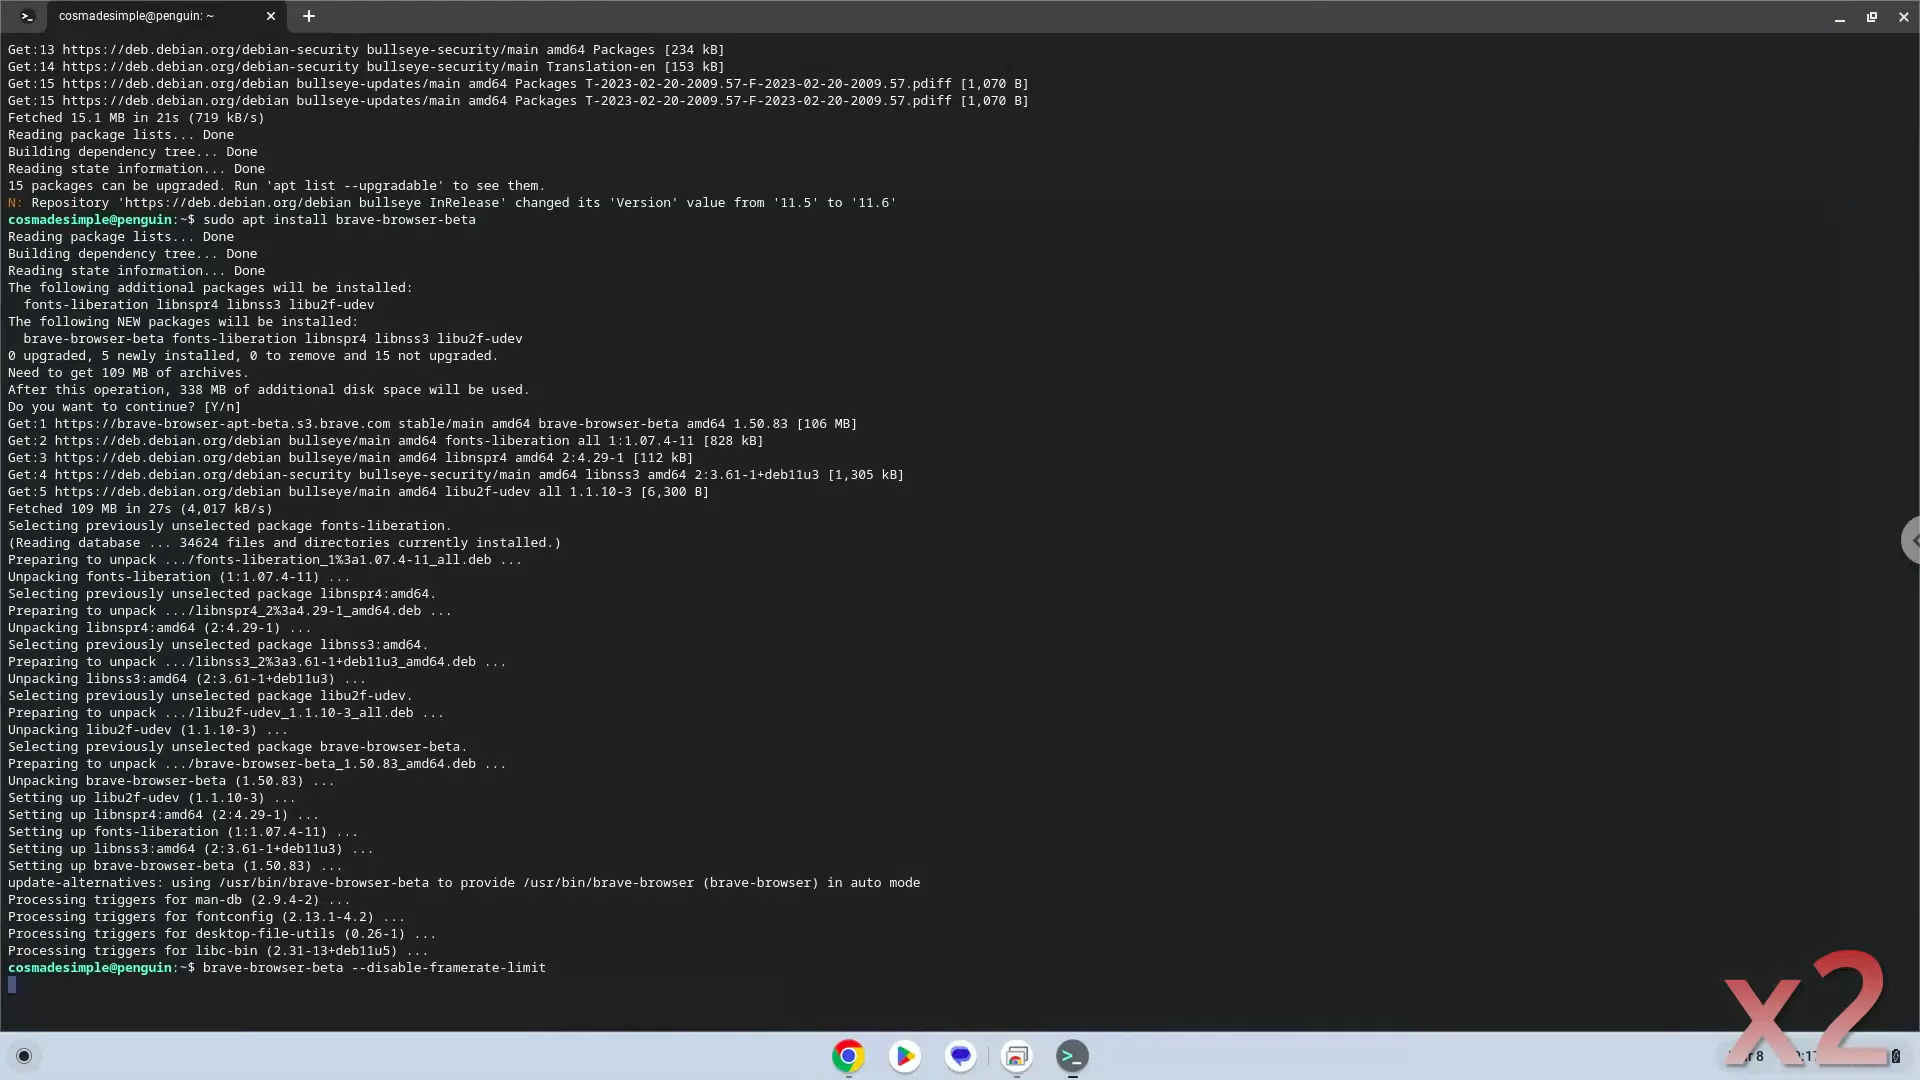 cosmadesimple@penguin: ~
Get:13 https://deb.debian.org/debian-security bullseye-security/main amd64 Packages [234 kB]
Get:14 https://deb.debian.org/debian-security bullseye-security/main Translation-en [153 kB]
Get:15 https://deb.debian.org/debian bullseye-updates/main amd64 Packages T-2023-02-20-2009.57-F-2023-02-20-2009.57.pdiff [1,070 B]
Get:15 https://deb.debian.org/debian bullseye-updates/main amd64 Packages T-2023-02-20-2009.57-F-2023-02-20-2009.57.pdiff [1,070 B]
Fetched 15.1 MB in 21s (719 kB/s)
Reading package lists... Done
Building dependency tree... Done
Reading state information... Done
15 packages can be upgraded. Run 'apt list --upgradable' to see them.
N: Repository 'https://deb.debian.org/debian bullseye InRelease' changed its 'Version' value from '11.5' to '11.6'
cosmadesimple@penguin:~$ sudo apt install brave-browser-beta
Reading package lists... Done
Building dependency tree... Done
Reading state information... Done
The following additional packages will be installed:
fonts-liberation libnspr4 libnss3 libu2f-udev
The following NEW packages will be installed:
brave-browser-beta fonts-liberation libnspr4 libnss3 libu2f-udev
0 upgraded, 5 newly installed, 0 to remove and 15 not upgraded.
Need to get 109 MB of archives.
After this operation, 338 MB of additional disk space will be used.
Do you want to continue? [Y/n]
Get:1 https://brave-browser-apt-beta.s3.brave.com stable/main amd64 brave-browser-beta amd64 1.50.83 [106 MB]
Get:2 https://deb.debian.org/debian bullseye/main amd64 fonts-liberation all 1:1.07.4-11 [828 kB]
Get:3 https://deb.debian.org/debian bullseye/main amd64 libnspr4 amd64 2:4.29-1 [112 kB]
Get:4 https://deb.debian.org/debian-security bullseye-security/main amd64 libnss3 amd64 2:3.61-1+deb11u3 [1,305 kB]
Get:5 https://deb.debian.org/debian bullseye/main amd64 libu2f-udev all 1.1.10-3 [6,300 B]
Fetched 109 MB in 27s (4,017 kB/s)
Selecting previously unselected package fonts-liberation.
(Reading database ... 34624 files and directories currently installed.)
Preparing to unpack .../fonts-liberation_1%3a1.07.4-11_all.deb ...
Unpacking fonts-liberation (1:1.07.4-11) ...
Selecting previously unselected package libnspr4:amd64.
Preparing to unpack .../libnspr4_2%3a4.29-1_amd64.deb ...
Unpacking libnspr4:amd64 (2:4.29-1) ...
Selecting previously unselected package libnss3:amd64.
Preparing to unpack .../libnss3_2%3a3.61-1+deb11u3_amd64.deb ...
Unpacking libnss3:amd64 (2:3.61-1+deb11u3) ...
Selecting previously unselected package libu2f-udev.
Preparing to unpack .../libu2f-udev_1.1.10-3_all.deb ...
Unpacking libu2f-udev (1.1.10-3) ...
Selecting previously unselected package brave-browser-beta.
Preparing to unpack .../brave-browser-beta_1.50.83_amd64.deb ...
Unpacking brave-browser-beta (1.50.83) ...
Setting up libu2f-udev (1.1.10-3) ...
Setting up libnspr4:amd64 (2:4.29-1) ...
Setting up fonts-liberation (1:1.07.4-11) ...
Setting up libnss3:amd64 (2:3.61-1+deb11u3) ...
Setting up brave-browser-beta (1.50.83) ...
update-alternatives: using /usr/bin/brave-browser-beta to provide /usr/bin/brave-browser (brave-browser) in auto mode
Processing triggers for man-db (2.9.4-2) ...
Processing triggers for fontconfig (2.13.1-4.2) ...
Processing triggers for desktop-file-utils (0.26-1) ...
Processing triggers for libc-bin (2.31-13+deb11u5) ...
cosmadesimple@penguin:~$ brave-browser-beta --disable-framerate-limit
x2
8